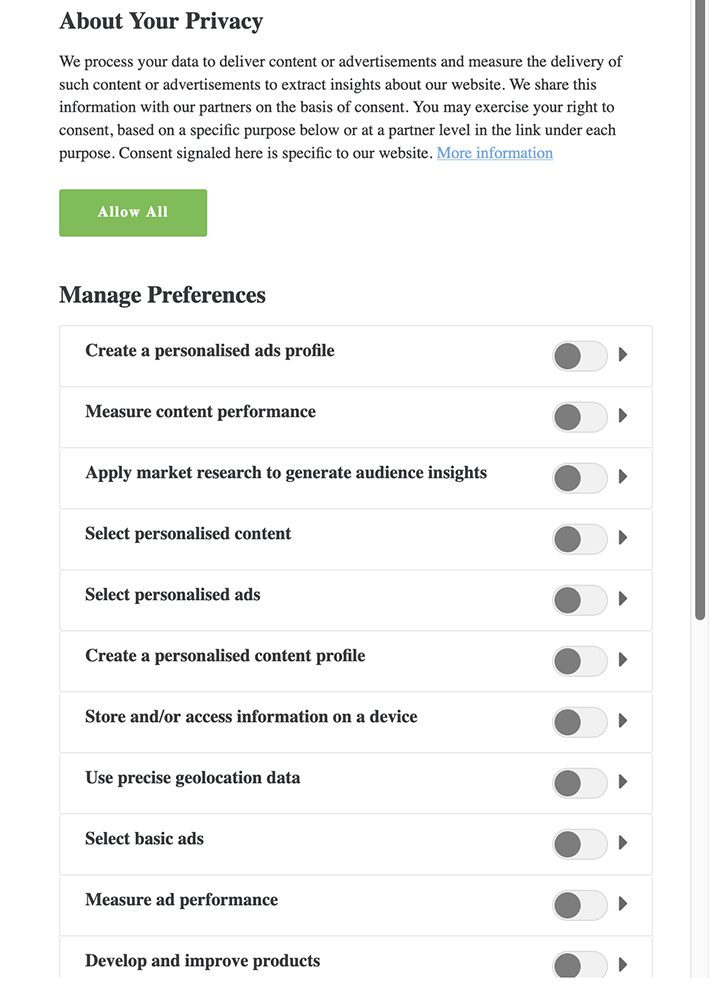 About Your Privacy
We process your data to deliver content or advertisements and measure the delivery of
such content or advertisements to extract insights about our website. We share this
information with our partners on the basis of consent. You may exercise your right to
consent, based on a specific purpose below or at a partner level in the link under each
purpose. Consent signaled here is specific to our website. More information
Allow All
Manage Preferences
Create a personalised ads profile
Measure content performance
Apply market research to generate audience insights
Select personalised content
Select personalised ads
Create a personalised content profile
Store and/or access information on a device
Use precise geolocation data
Select basic ads
Measure ad performance
Develop and improve products